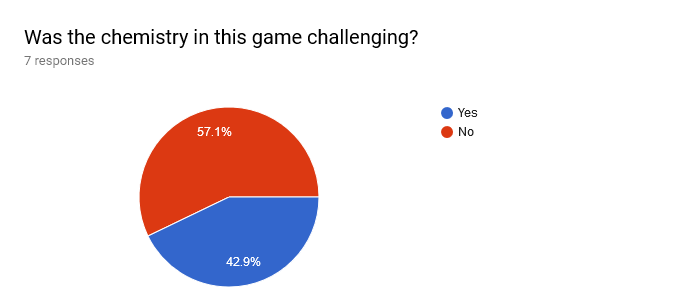 Was the chemistry in this game challenging?
7 responses
Yes
No
57.1%
42.9%